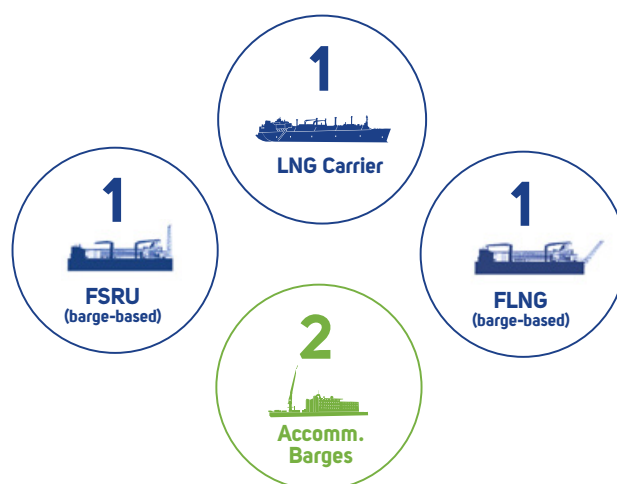 1
LNG Carrier
1
FSRU
(barge-based)
1
FLNG
(barge-based)
2
Accomm.
Barges